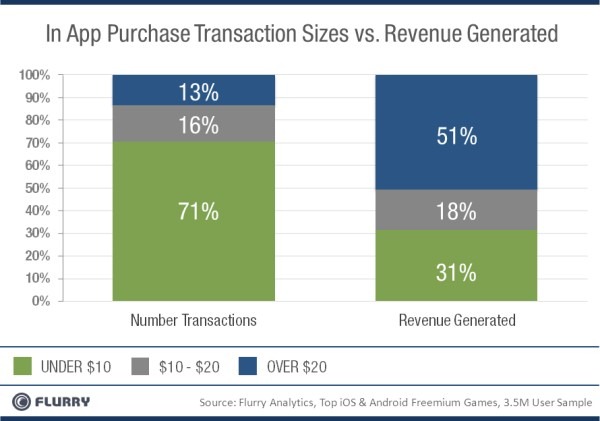 In App Purchase Transaction Sizes vs. Revenue Generated
100%
90%
80%
70%
60%
50%
40%
30%
20%
10%
0%
13%
16%
71%
51%
18%
31%
Number Transactions
Revenue Generated
UNDER $10
$10 - $20
OVER $20
FLURRY
Source: Flurry Analytics, Top iOS & Android Freemium Games, 3.5M User Sample